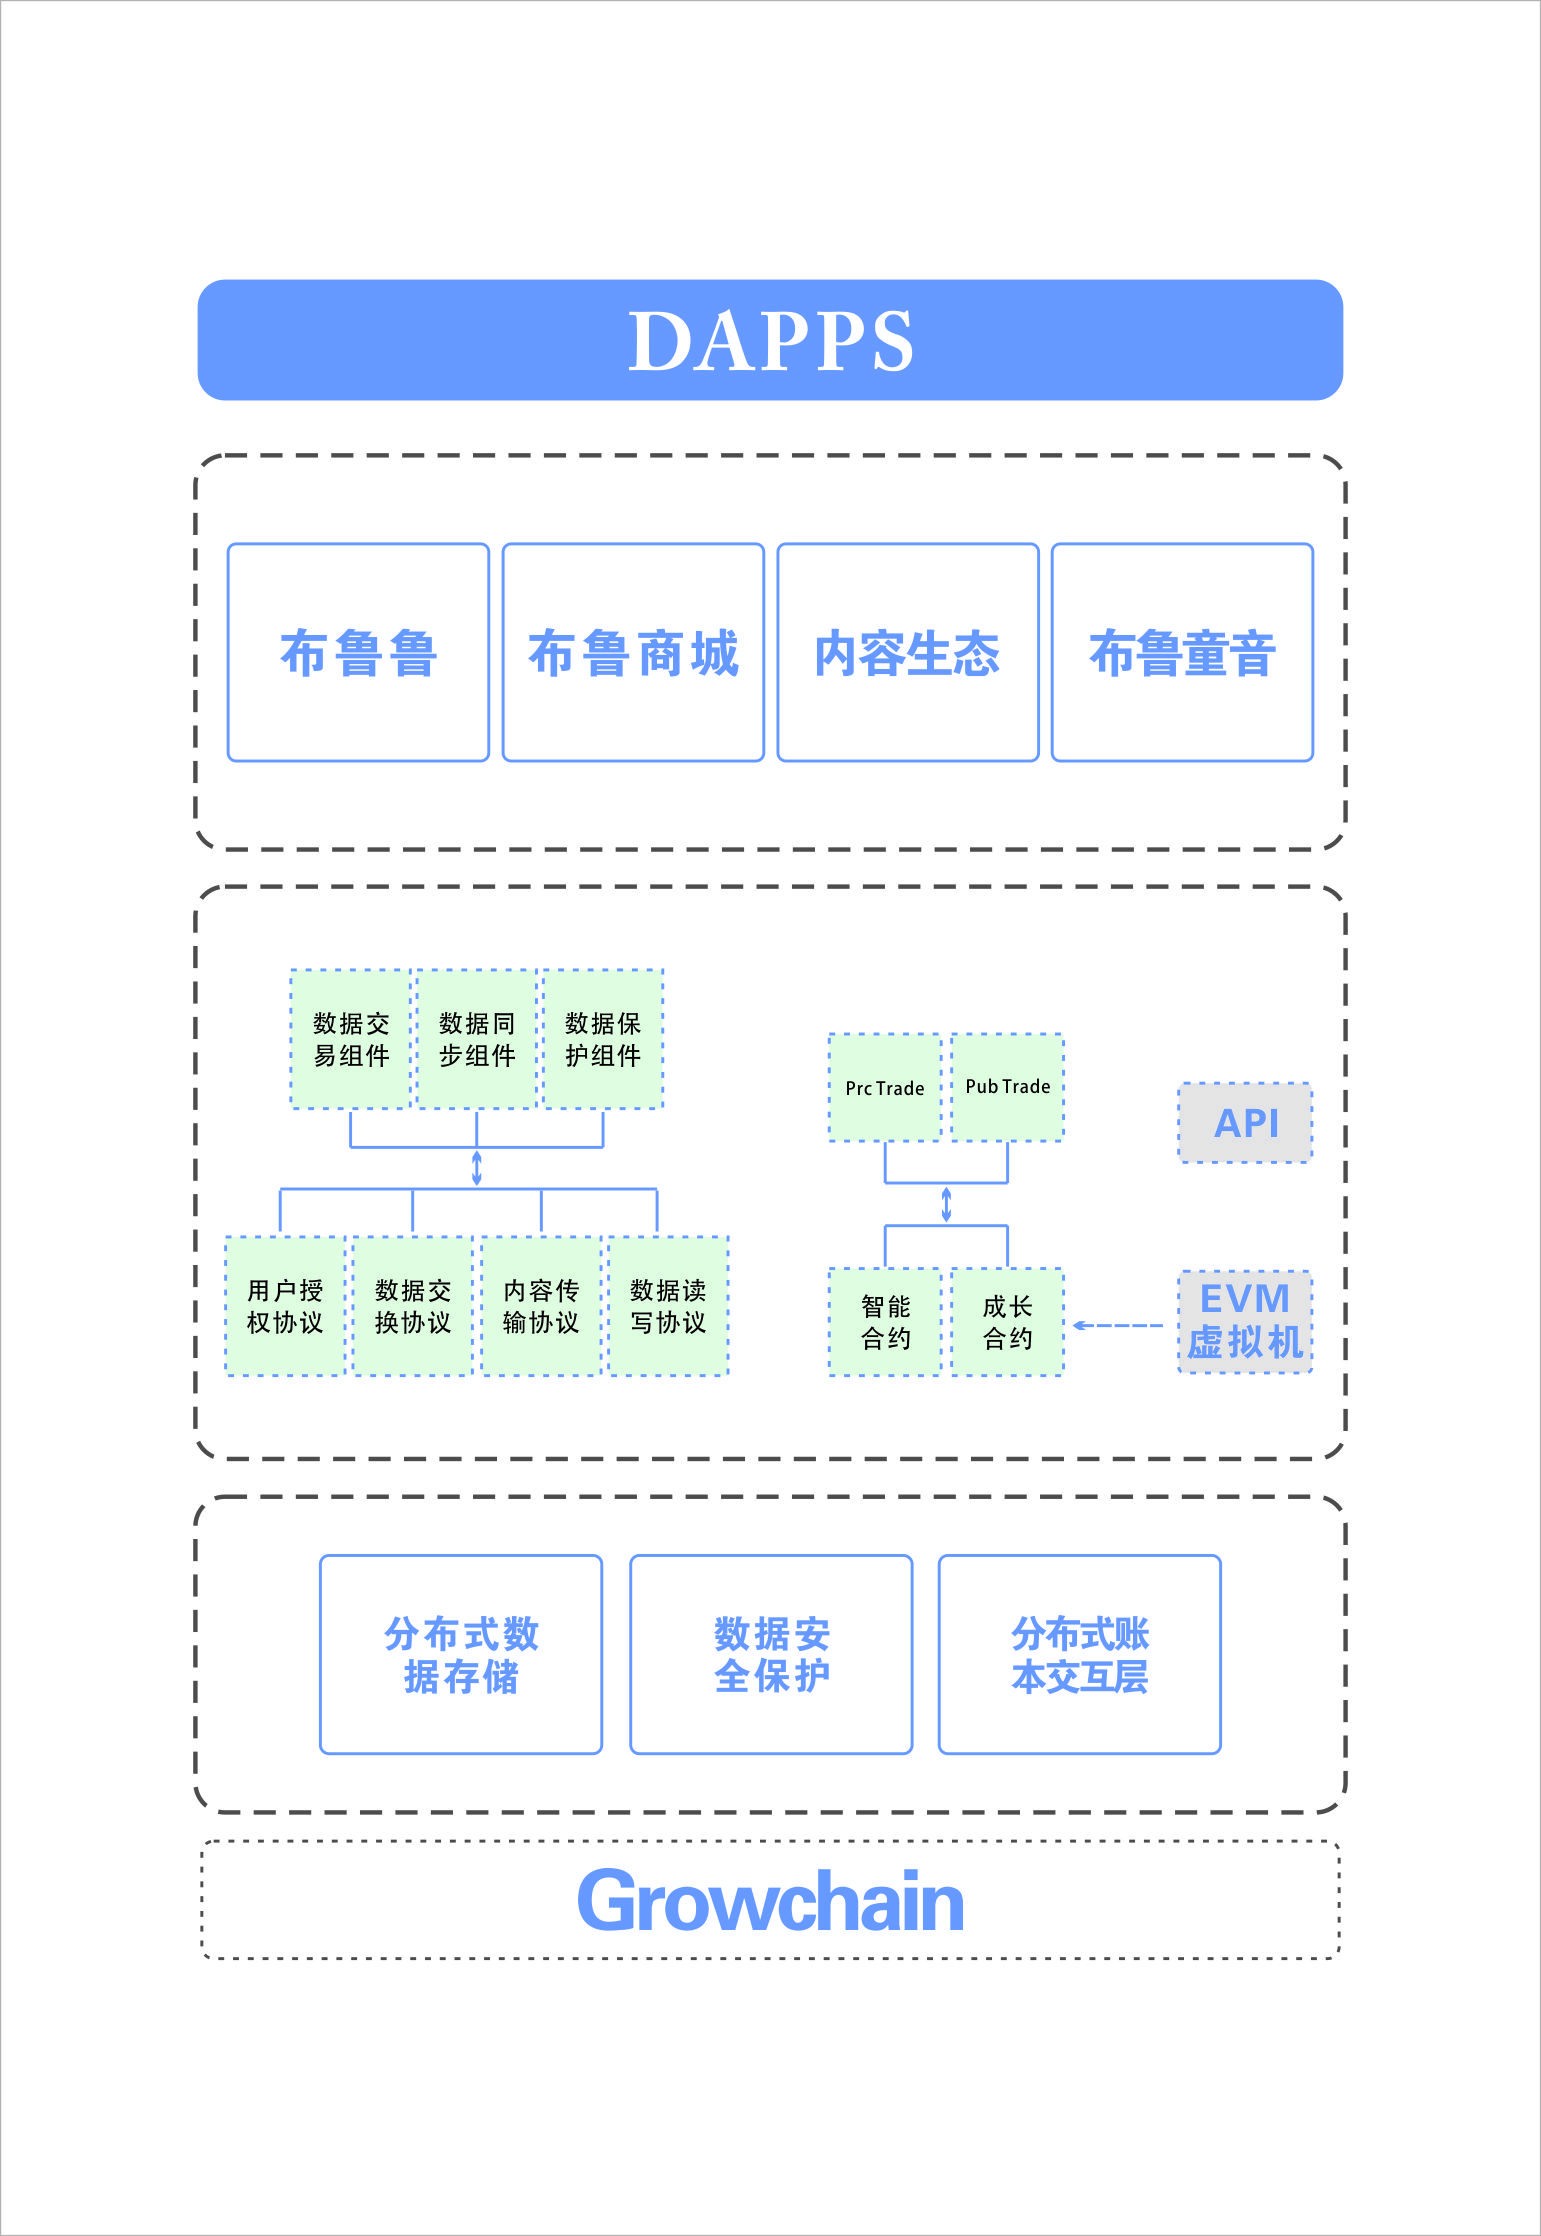 DAPPS
布鲁鲁
布鲁商城
内容生态
布鲁童音
数据交
易组件
数据同
步组件
数据保
护组件
Prc Trade
Pub Trade
API
用户授
权协议
数据交
换协议
内容传
输协议
数据读
写协议
智能
合约
成长
合约
EVM
虚拟机
分布式数
据存储
数据安
全保护
分布式账
本交互层
Growchain